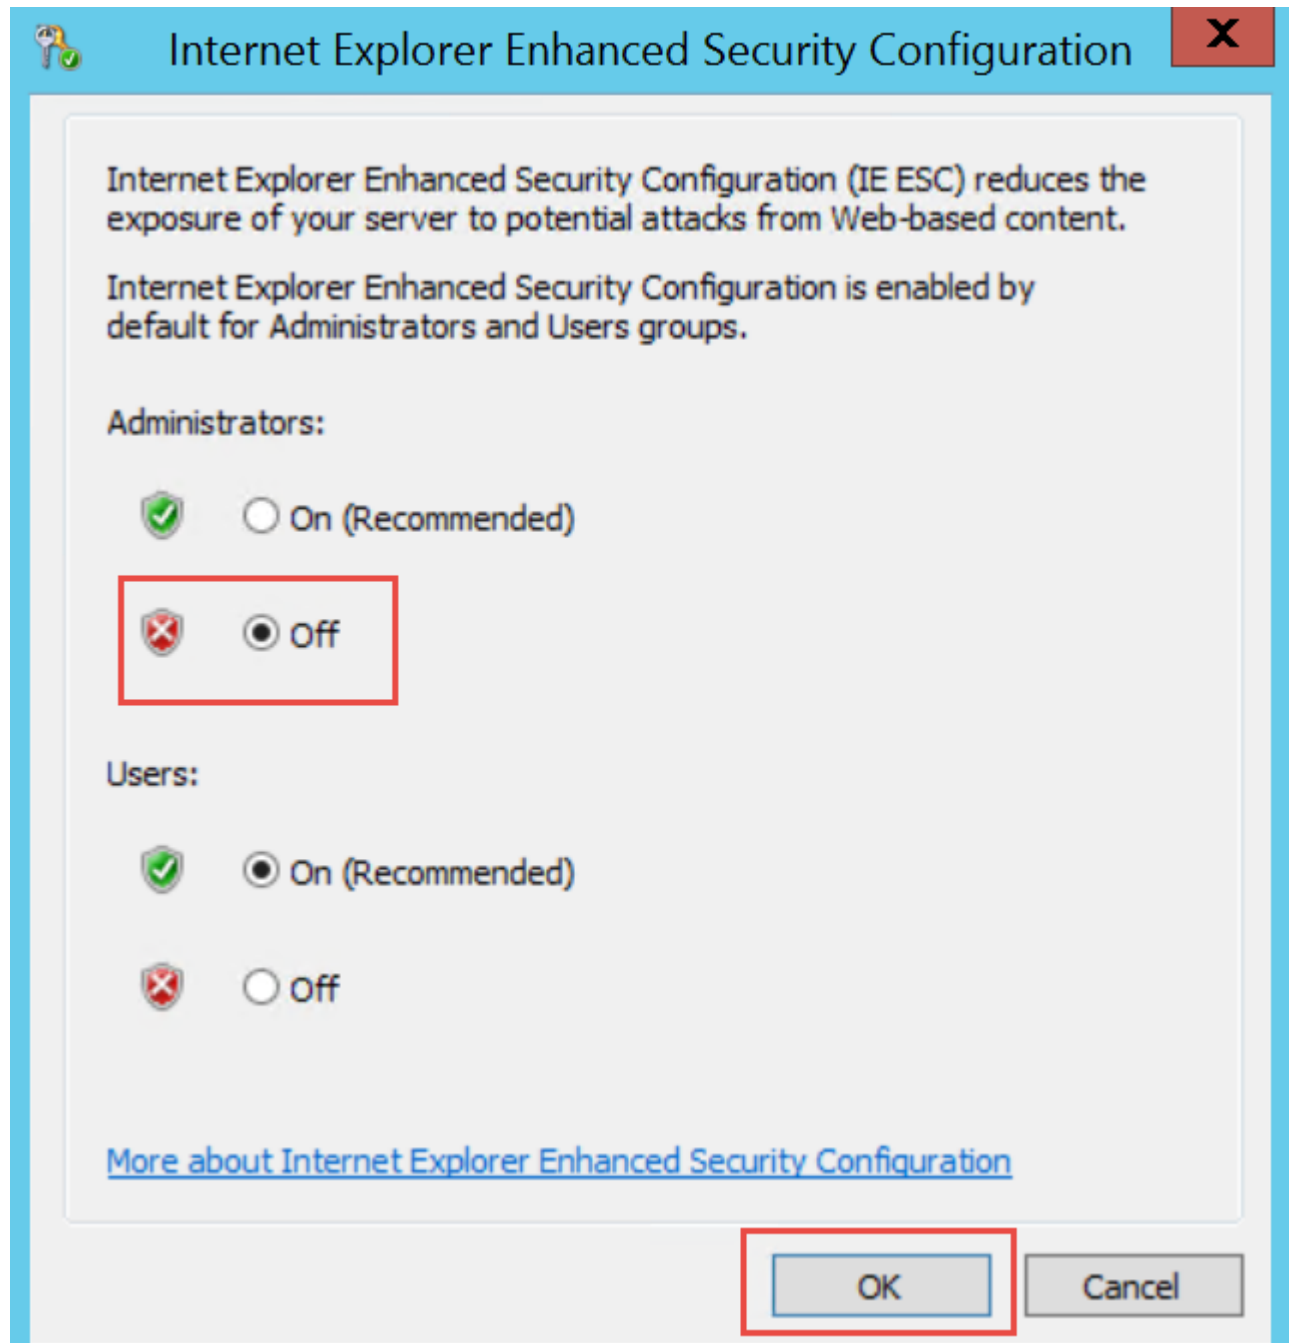 Internet Explorer Enhanced Security Configuration
X
Internet Explorer Enhanced Security Configuration (IE ESC) reduces the
exposure of your server to potential attacks from Web-based content.
Internet Explorer Enhanced Security Configuration is enabled by
default for Administrators and Users groups.
Administrators:
On (Recommended)
Off
Users:
On (Recommended)
Off
More about Internet Explorer Enhanced Security Configuration
OK
Cancel